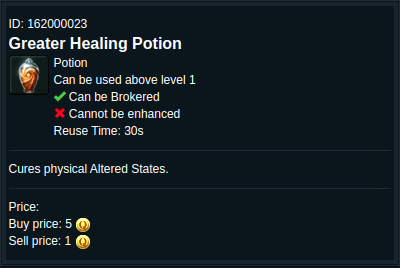 ID: 162000023
Greater Healing Potion
Potion
Can be used above level 1
Can be Brokered
Cannot be enhanced
Reuse Time: 30s
Cures physical Altered States.
Price:
Buy price: 5
Sell price: 1